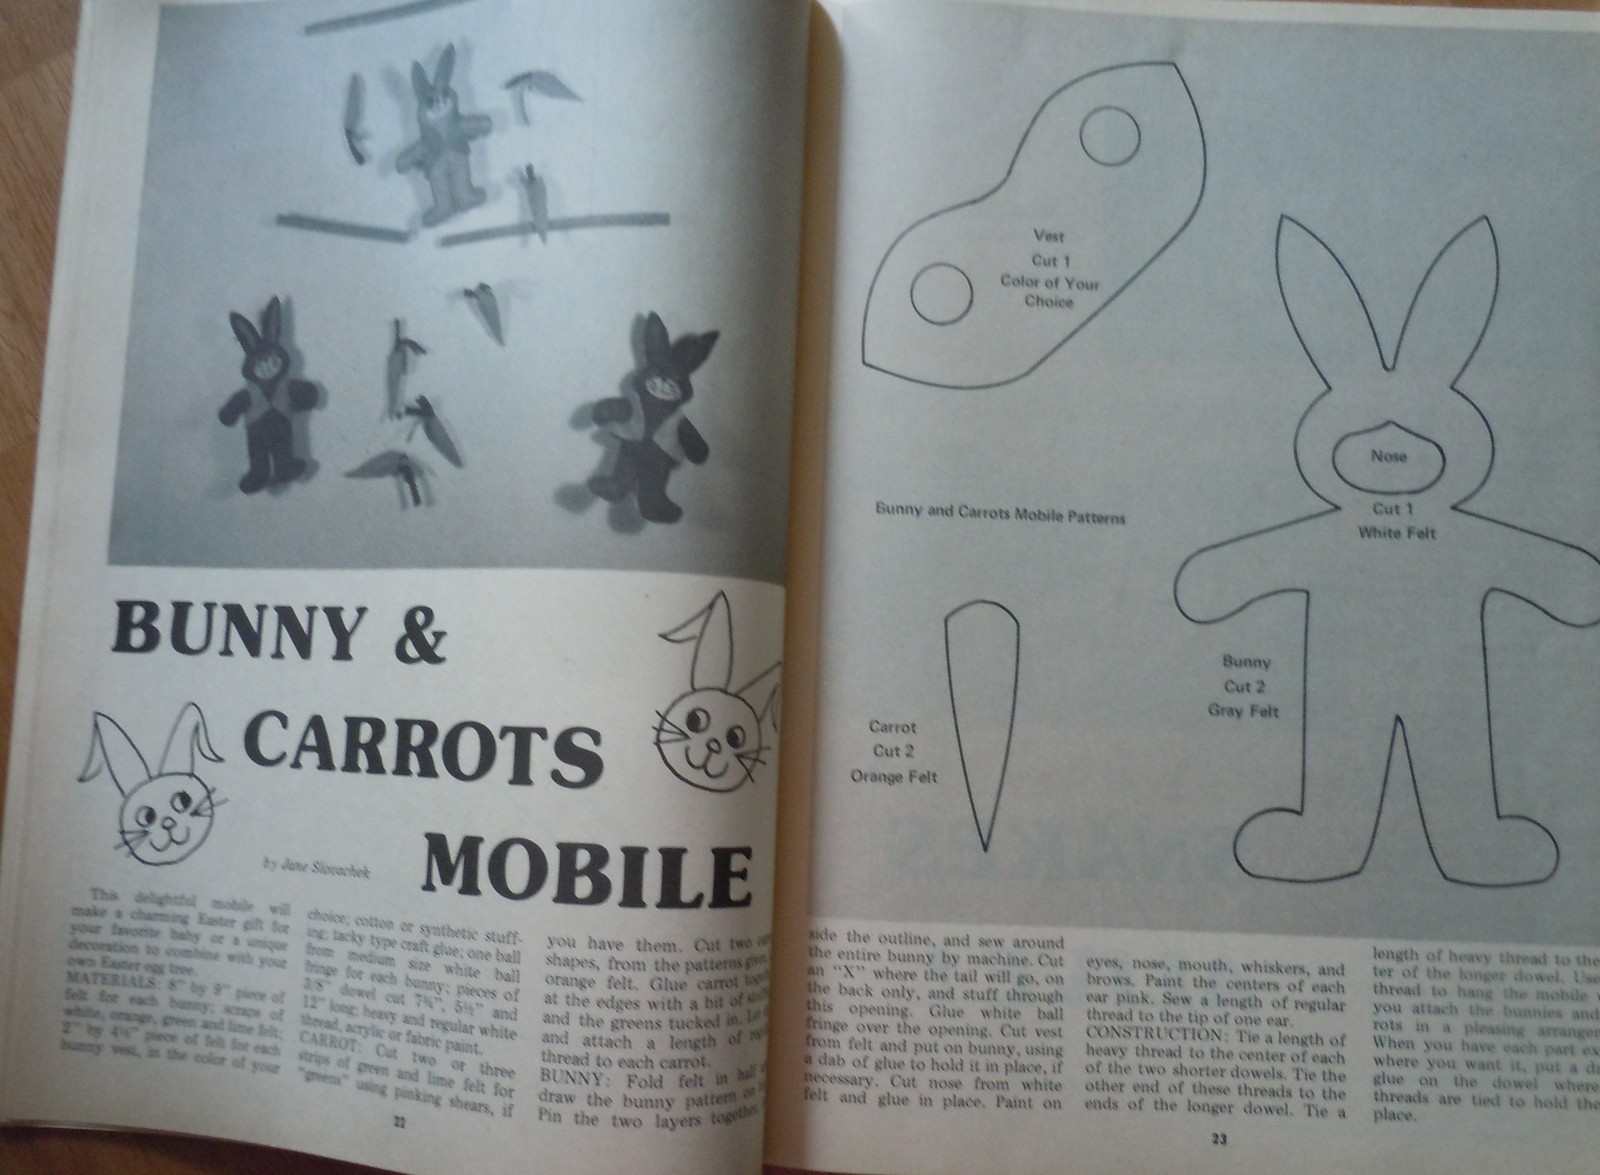 BUNNY &
CARROTS
MOBILE
by Jane Slovachek
This delightful mobile will
make a charming Easter gift for
your favorite baby or a unique
decoration to combine with your
own Easter egg tree.
MATERIALS: 8" by 9" piece of
felt for each bunny; scraps of
white, orange, green and lime felt;
2" by 4½" piece of felt for each
bunny vest, in the color of your
choice; cotton or synthetic stuff-
ing; tacky type craft glue; one ball
from medium size white ball
fringe for each bunny; pieces of
3/8" dowel cut 7¾", 5½" and
12" long; heavy and regular white
thread, acrylic or fabric paint.
CARROT: Cut two or three
strips of green and lime felt for
"greens" using pinking shears, if
you have them. Cut two
shapes, from the patterns given,
orange felt. Glue carrot
at the edges with a bit of
and the greens tucked in. Let
and attach a length of
thread to each carrot.
BUNNY: Fold felt in half
draw the bunny pattern on
Pin the two layers together,
22
Vest
Cut 1
Color of Your
Choice
Nose
Cut 1
White Felt
Bunny and Carrots Mobile Patterns
Bunny
Cut 2
Gray Felt
Carrot
Cut 2
Orange Felt
side the outline, and sew around
the entire bunny by machine. Cut
an "X" where the tail will go, on
the back only, and stuff through
this opening. Glue white ball
fringe over the opening. Cut vest
from felt and put on bunny, using
a dab of glue to hold it in place, if
necessary. Cut nose from white
felt and glue in place. Paint on
eyes, nose, mouth, whiskers, and
brows. Paint the centers of each
ear pink. Sew a length of regular
thread to the tip of one ear.
CONSTRUCTION: Tie a length of
heavy thread to the center of each
of the two shorter dowels. Tie the
other end of these threads to the
ends of the longer dowel. Tie a
length of heavy thread to the
ter of the longer dowel. Use
thread to hang the mobile
you attach the bunnies and
rots in a pleasing
When you have each part
where you want it, put a
glue on the dowel where
threads are tied to hold
place.
23